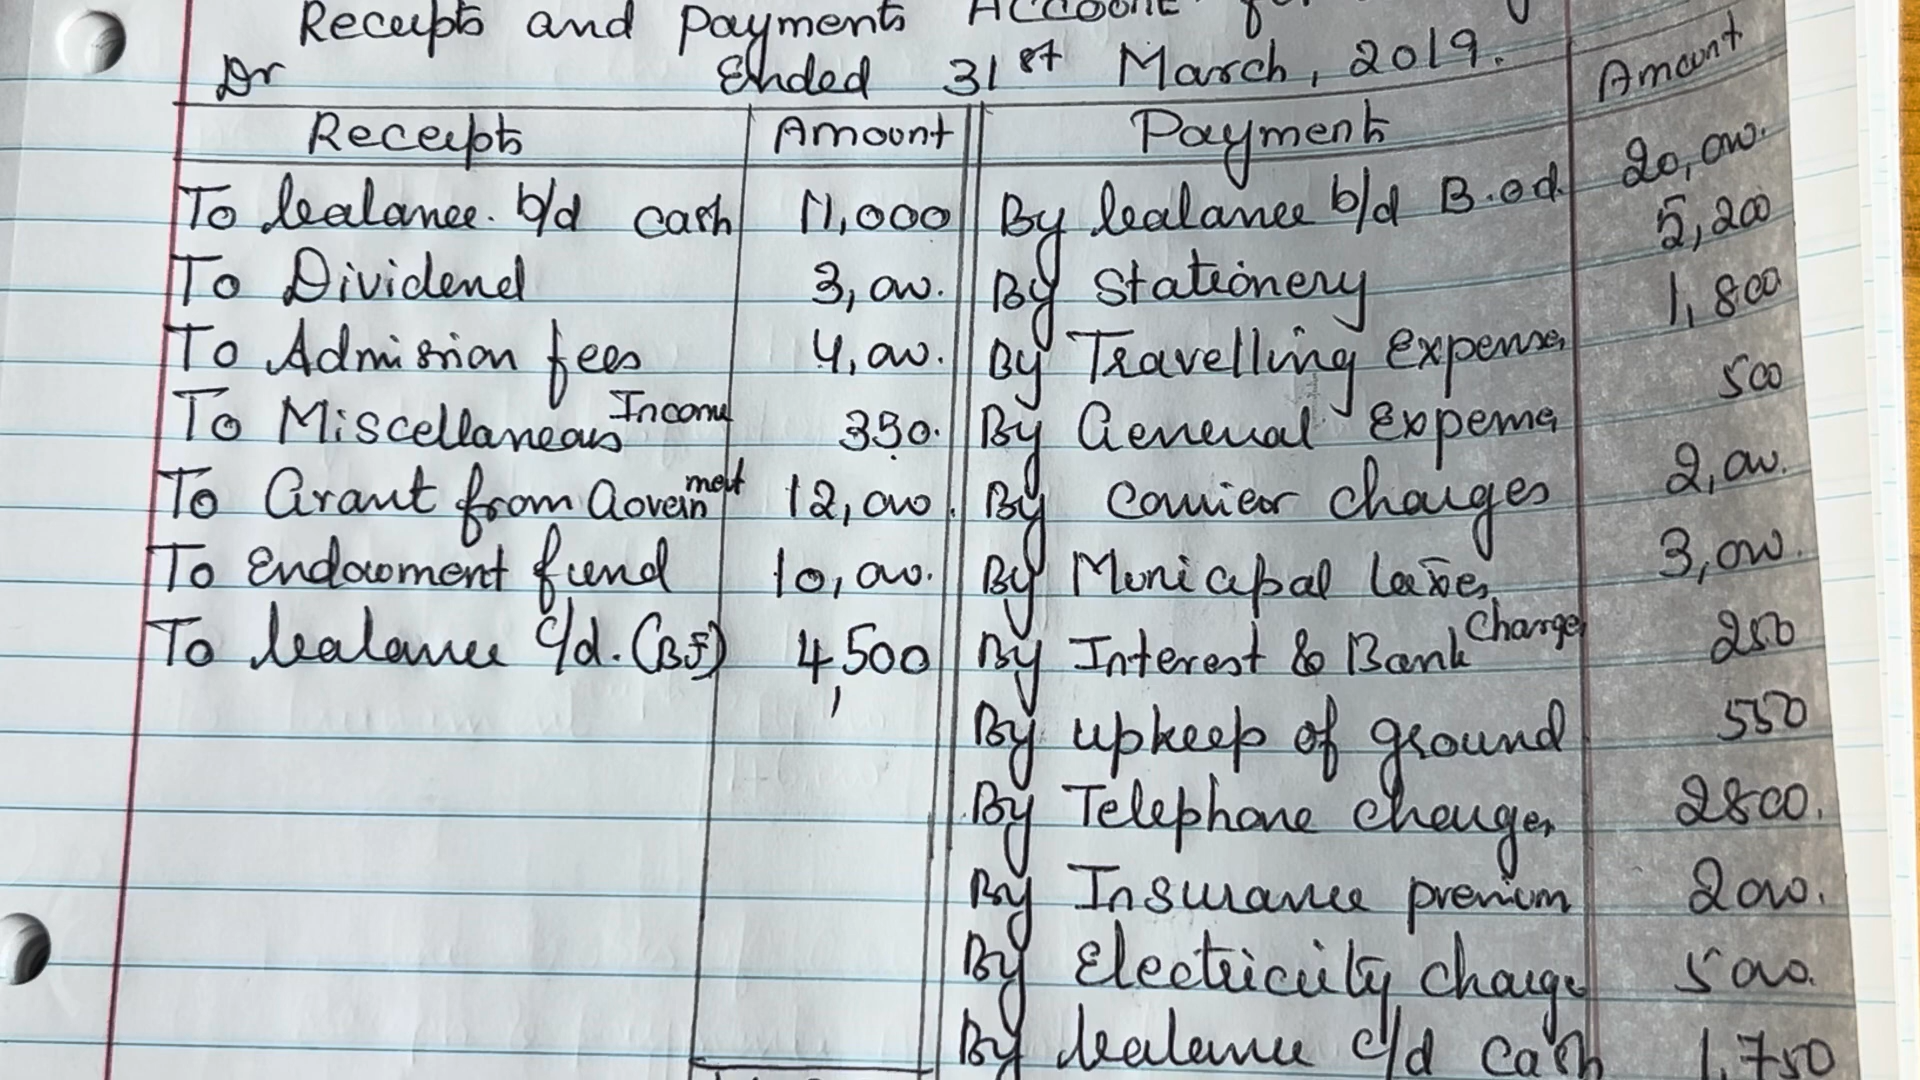 Receipts and Payments Account for
Dr Ended 31st March, 2019.
Receipts Amount Payment Amount
To balance b/d cash 11,000 By balance b/d B.od. 20,000.
To Dividend 3,000. By Stationery 5,200
To Admission fees 4,000. By Travelling Expenses 1,800
To Miscellaneous Income 350. By General Expenses 500
To Grant from Government 12,000. By Courier charges 2,000.
To Endowment fund 10,000. By Municipal taxes 3,000.
To balance c/d. (BF) 4,500 By Interest & Bank Charges 250
By upkeep of ground 550
By Telephone charges 2800.
By Insurance premium 2000.
By Electricity charge 5000.
By balance c/d cash 1,750